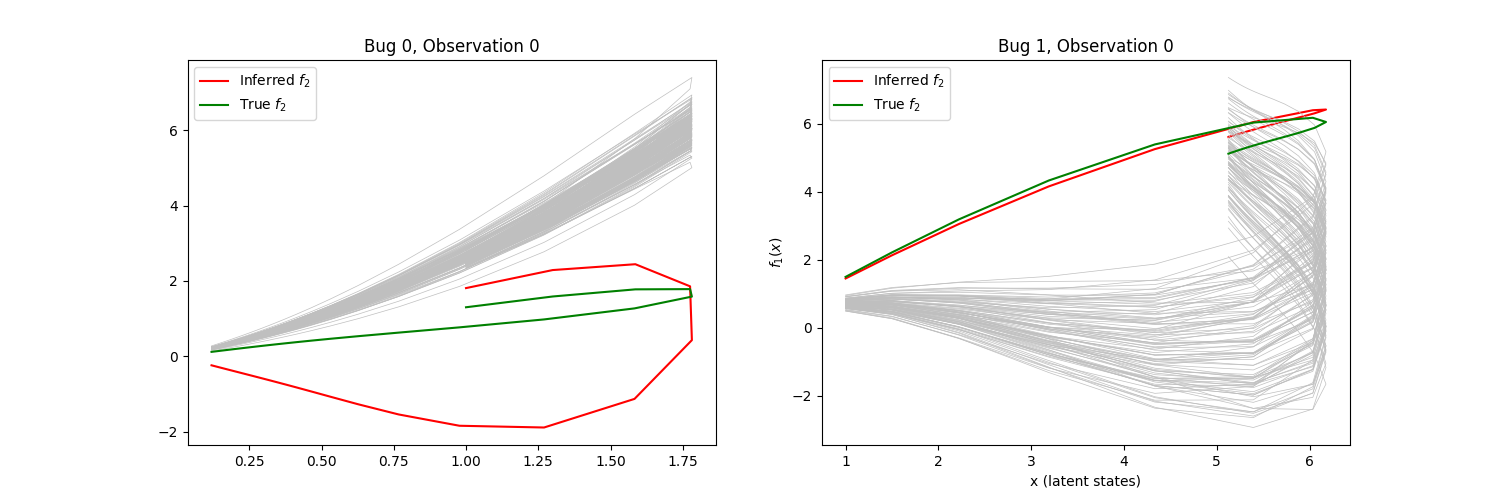 Bug 0, Observation 0
Inferred f₂
True f₂
6
4
2
0
−2
0.25 0.50 0.75 1.00 1.25 1.50 1.75
Bug 1, Observation 0
Inferred f₂
True f₂
f₁(x)
6
4
2
0
−2
1 2 3 4 5 6
x (latent states)